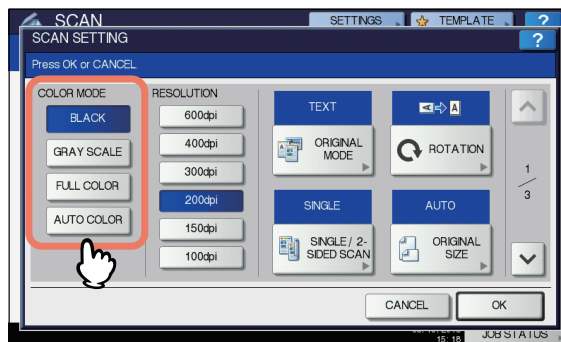 SCAN
SETTINGS
TEMPLATE
?
SCAN SETTING
?
Press OK or CANCEL
COLOR MODE
BLACK
GRAY SCALE
FULL COLOR
AUTO COLOR
RESOLUTION
600dpi
400dpi
300dpi
200dpi
150dpi
100dpi
TEXT
ORIGINAL
MODE
A A
ROTATION
SINGLE
SINGLE / 2-
SIDED SCAN
AUTO
ORIGINAL
SIZE
1
3
CANCEL
OK
15:18
JOB STATUS